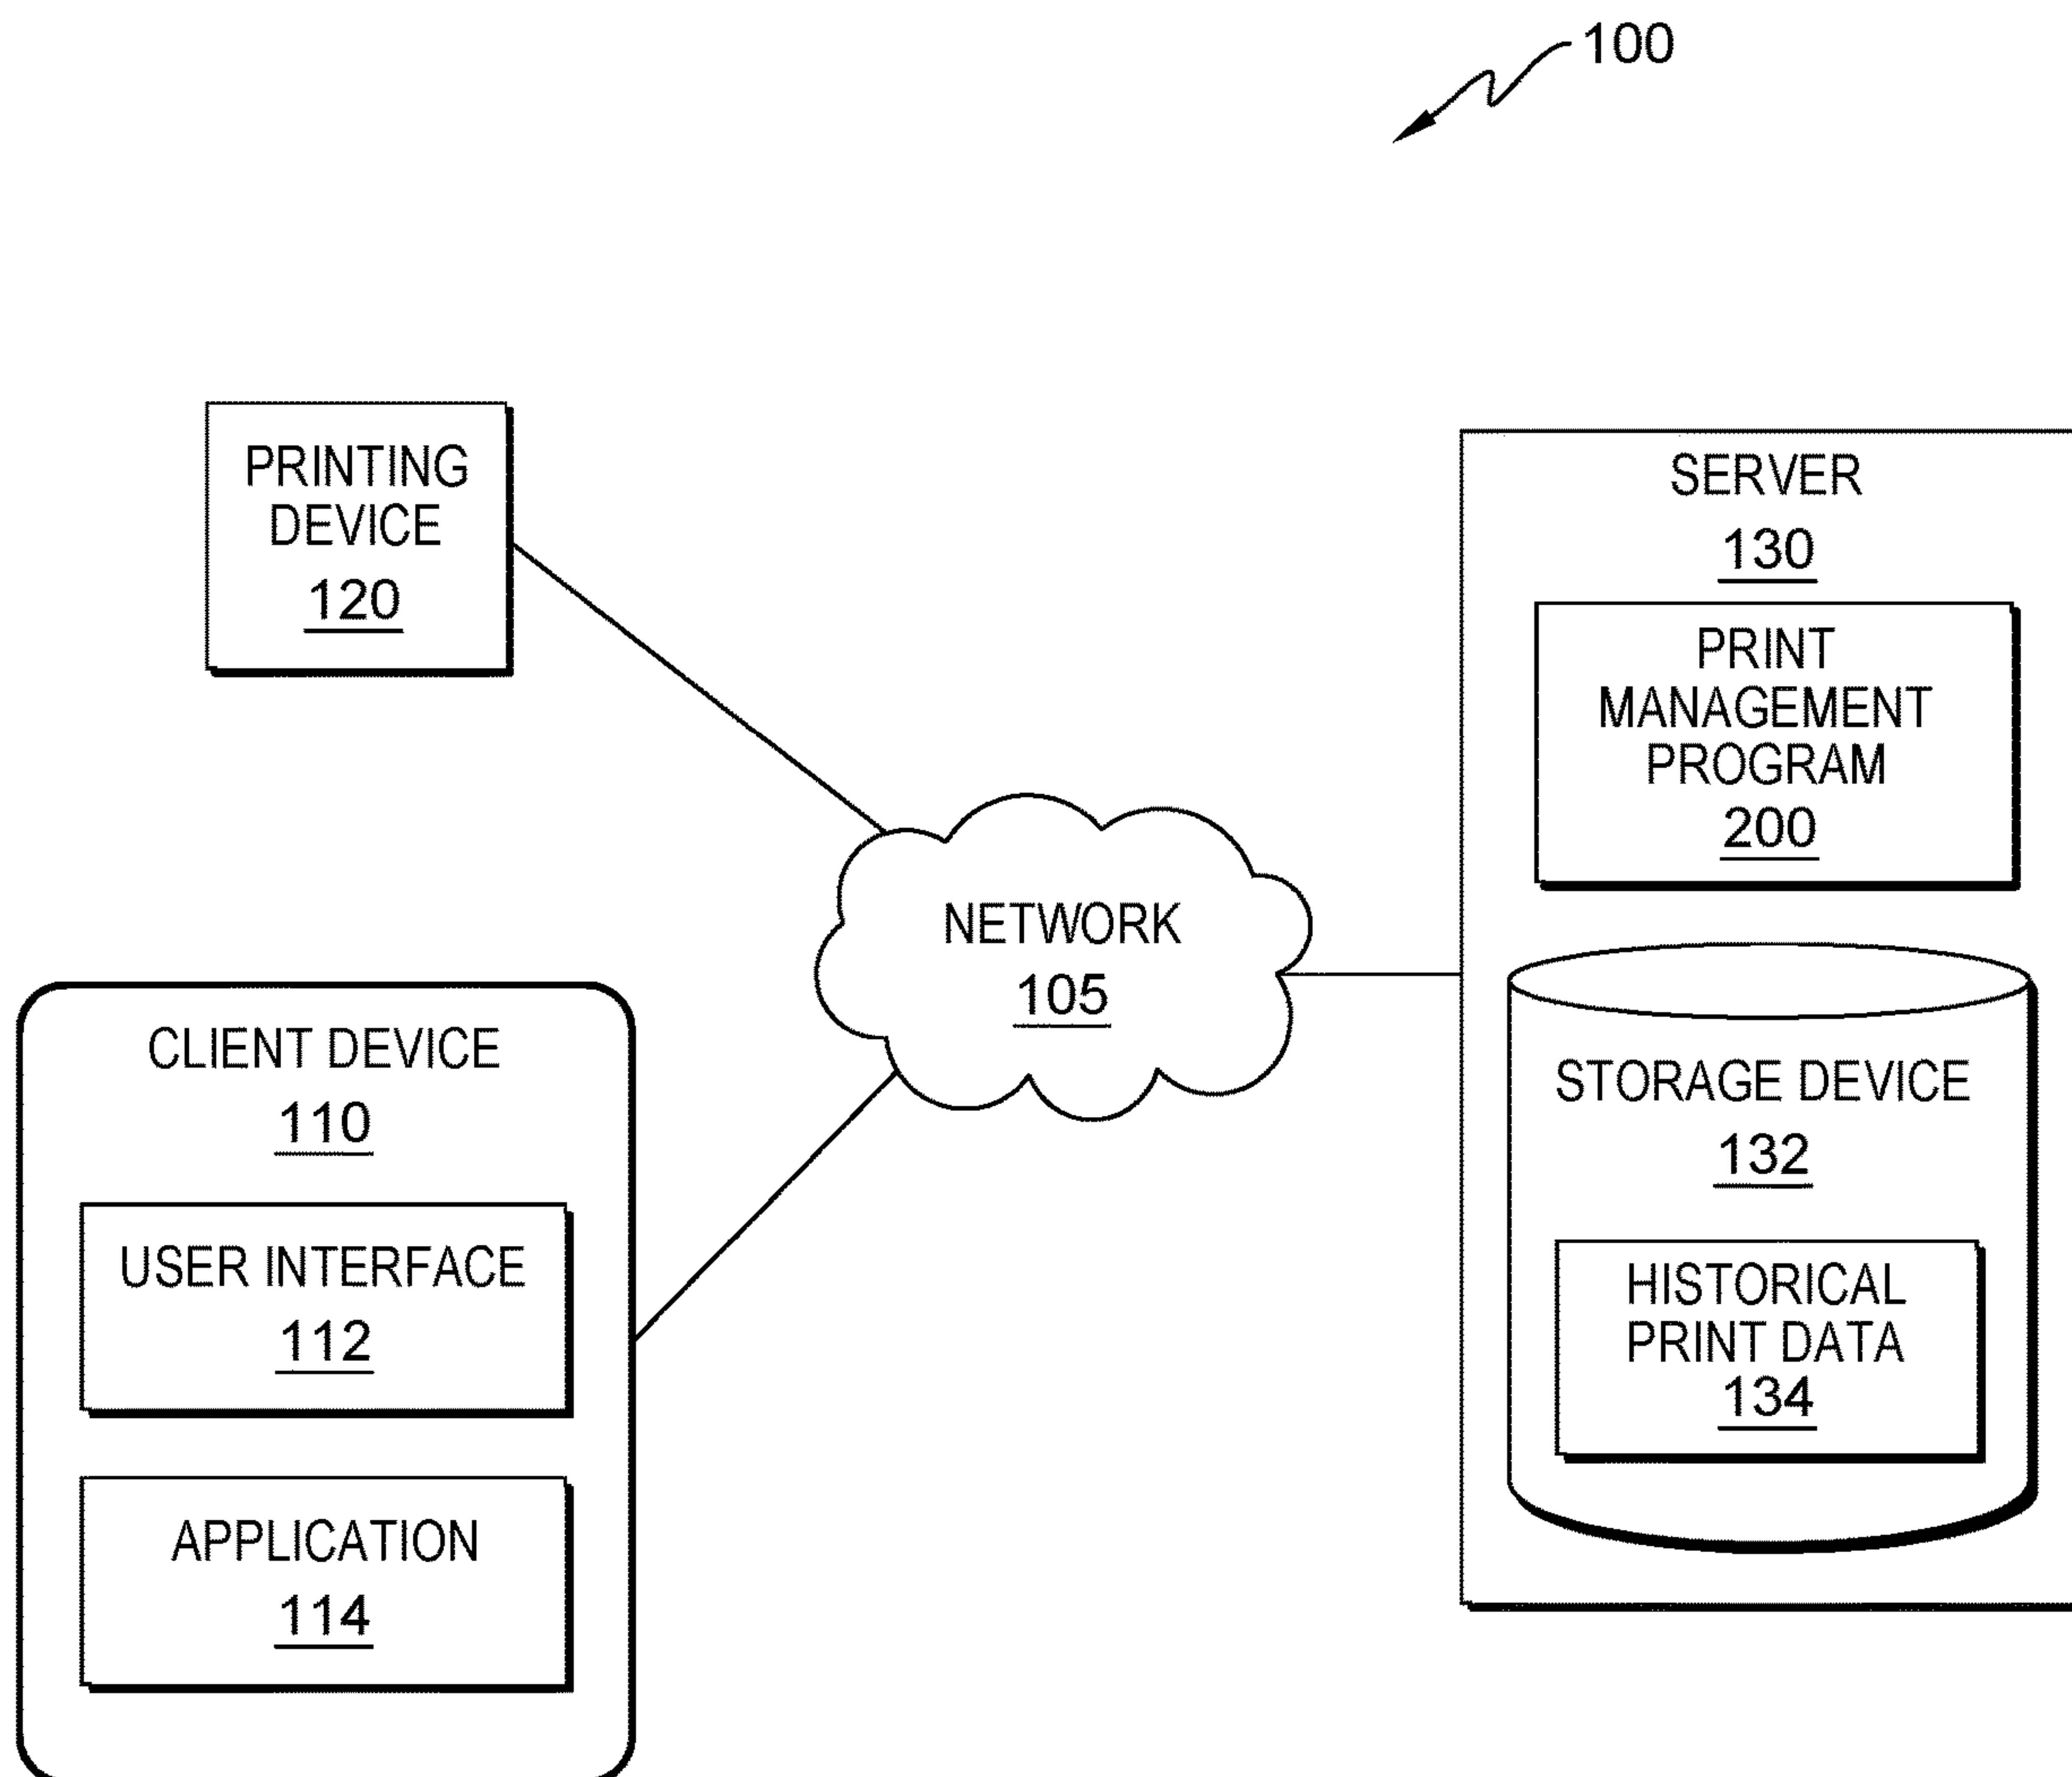 100
PRINTING
DEVICE
120
SERVER
130
PRINT
MANAGEMENT
PROGRAM
200
NETWORK
105
CLIENT DEVICE
110
USER INTERFACE
112
APPLICATION
114
STORAGE DEVICE
132
HISTORICAL
PRINT DATA
134